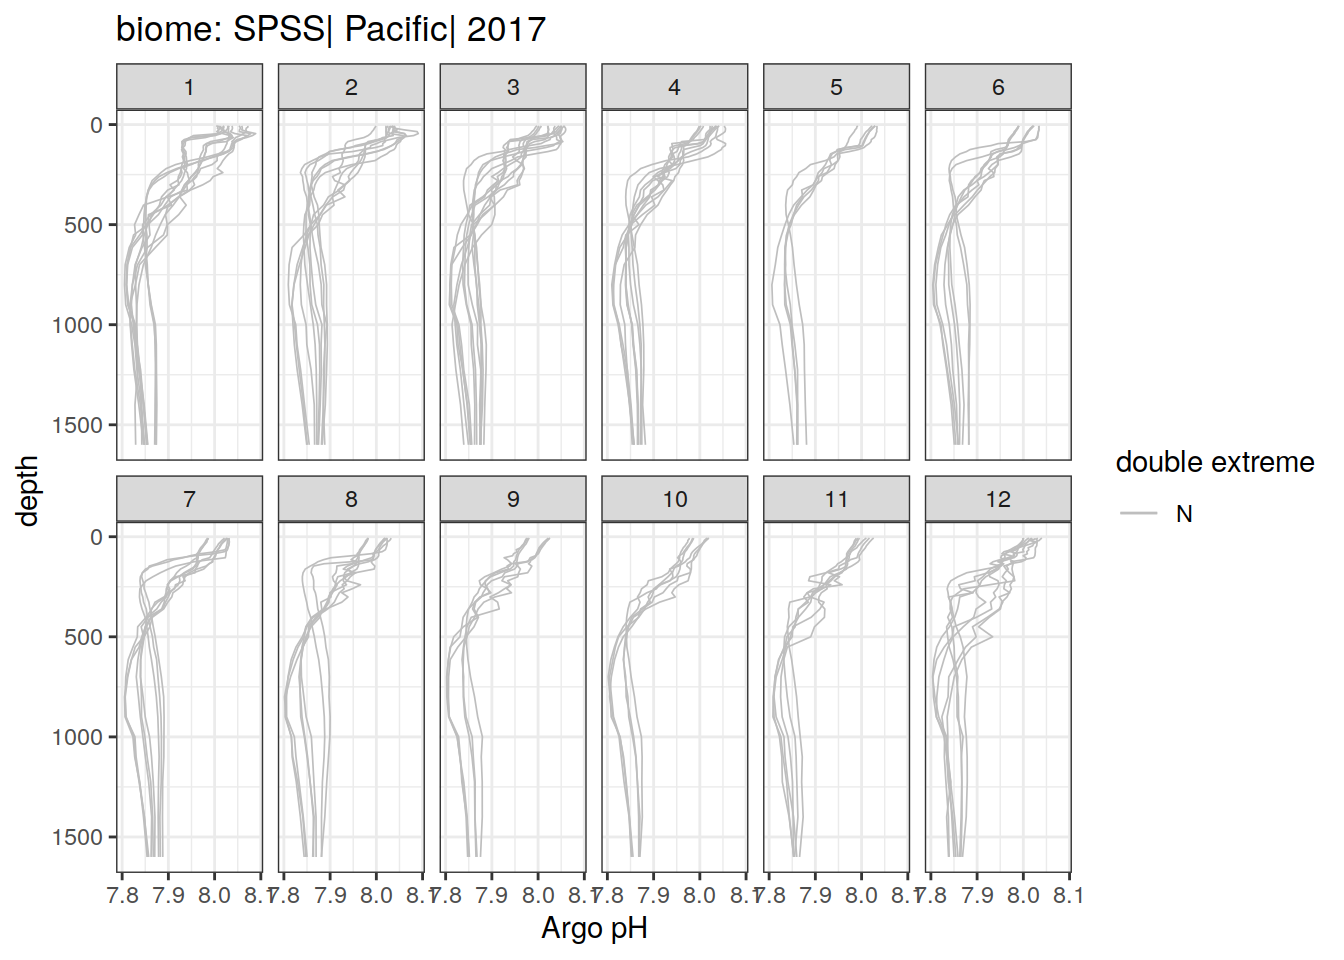 biome: SPSS| Pacific| 2017
1 2 3 4 5 6
0
500
1000
1500
7 8 9 10 11 12
0
500
1000
1500
7.8 7.9 8.0 8.1 7.8 7.9 8.0 8.1 7.8 7.9 8.0 8.1 7.8 7.9 8.0 8.1 7.8 7.9 8.0 8.1 7.8 7.9 8.0 8.1
Argo pH
depth
double extreme
N